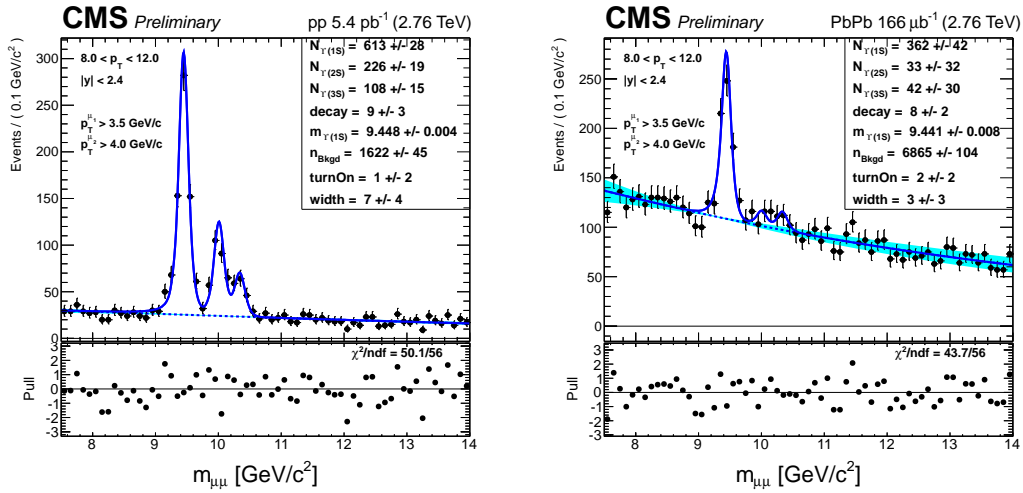 CMS Preliminary pp 5.4 pb⁻¹ (2.76 TeV)
Events / ( 0.1 GeV/c² )
300
250
200
150
100
50
0
8.0 < p_T < 12.0
|y| < 2.4
p_T^μ₁ > 3.5 GeV/c
p_T^μ₂ > 4.0 GeV/c
N_ϒ(1S) = 613 +/- 28
N_ϒ(2S) = 226 +/- 19
N_ϒ(3S) = 108 +/- 15
decay = 9 +/- 3
m_ϒ(1S) = 9.448 +/- 0.004
n_Bkgd = 1622 +/- 45
turnOn = 1 +/- 2
width = 7 +/- 4
Pull
3
2
1
0
-1
-2
-3
χ²/ndf = 50.1/56
8 9 10 11 12 13 14
m_μμ [GeV/c²]
CMS Preliminary PbPb 166 μb⁻¹ (2.76 TeV)
Events / ( 0.1 GeV/c² )
250
200
150
100
50
0
8.0 < p_T < 12.0
|y| < 2.4
p_T^μ₁ > 3.5 GeV/c
p_T^μ₂ > 4.0 GeV/c
N_ϒ(1S) = 362 +/- 42
N_ϒ(2S) = 33 +/- 32
N_ϒ(3S) = 42 +/- 30
decay = 8 +/- 2
m_ϒ(1S) = 9.441 +/- 0.008
n_Bkgd = 6865 +/- 104
turnOn = 2 +/- 2
width = 3 +/- 3
Pull
3
2
1
0
-1
-2
-3
χ²/ndf = 43.7/56
8 9 10 11 12 13 14
m_μμ [GeV/c²]